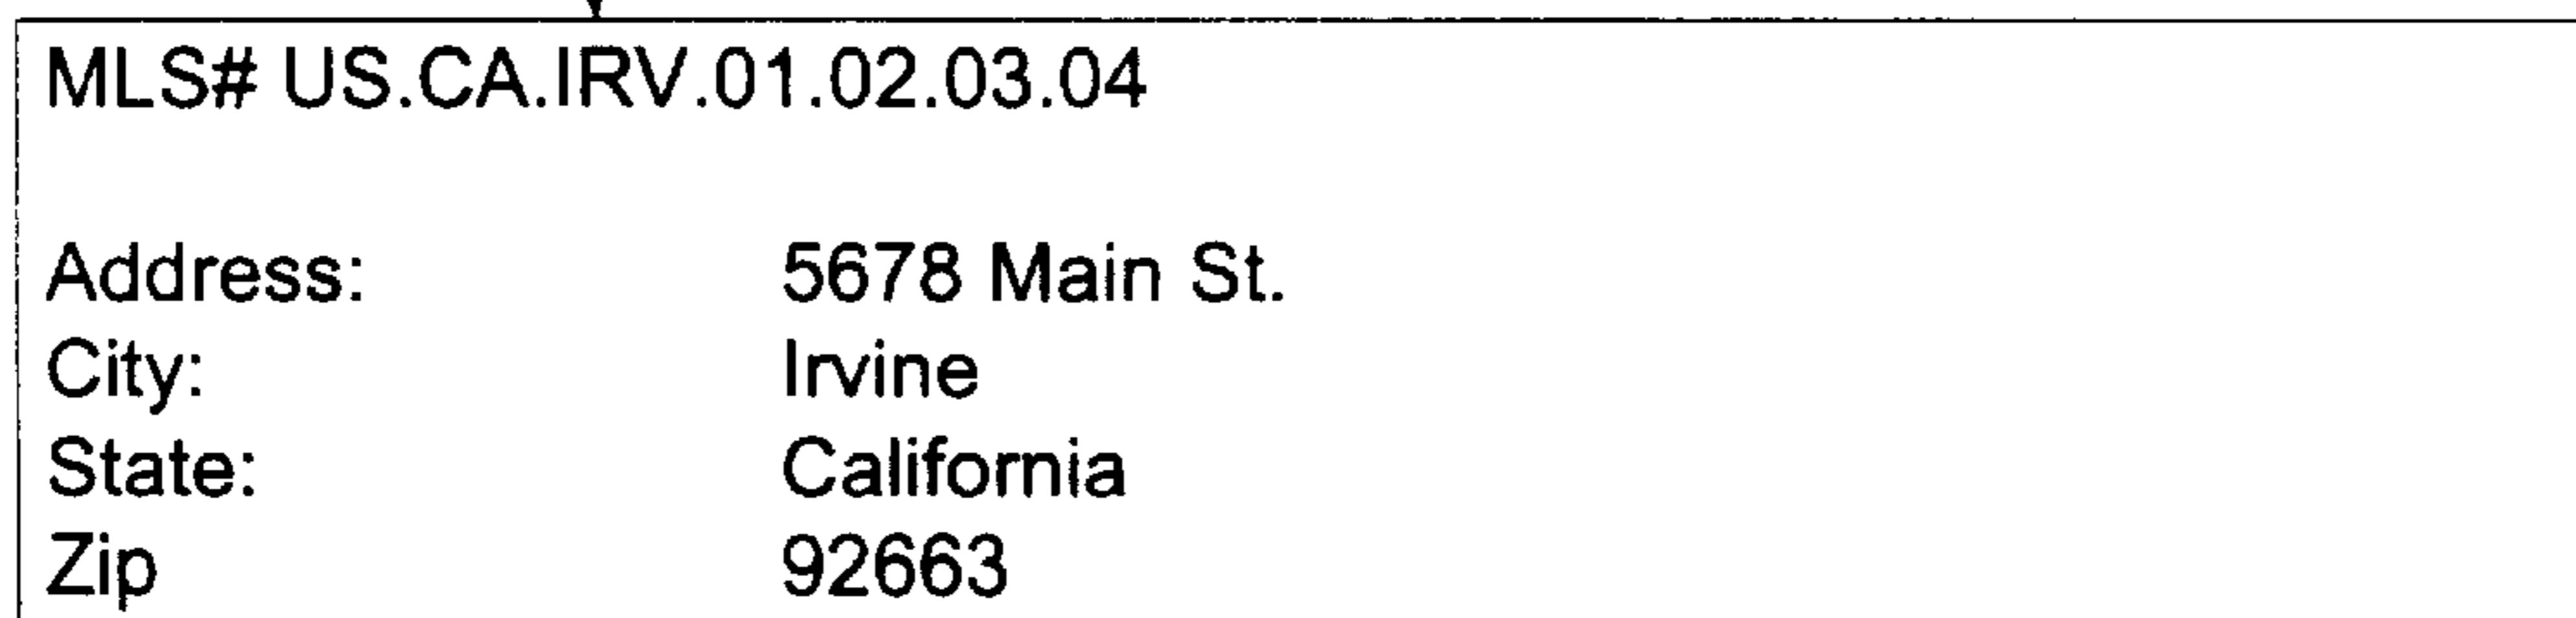 MLS# US.CA.IRV.01.02.03.04
Address: 5678 Main St.
City: Irvine
State: California
Zip 92663